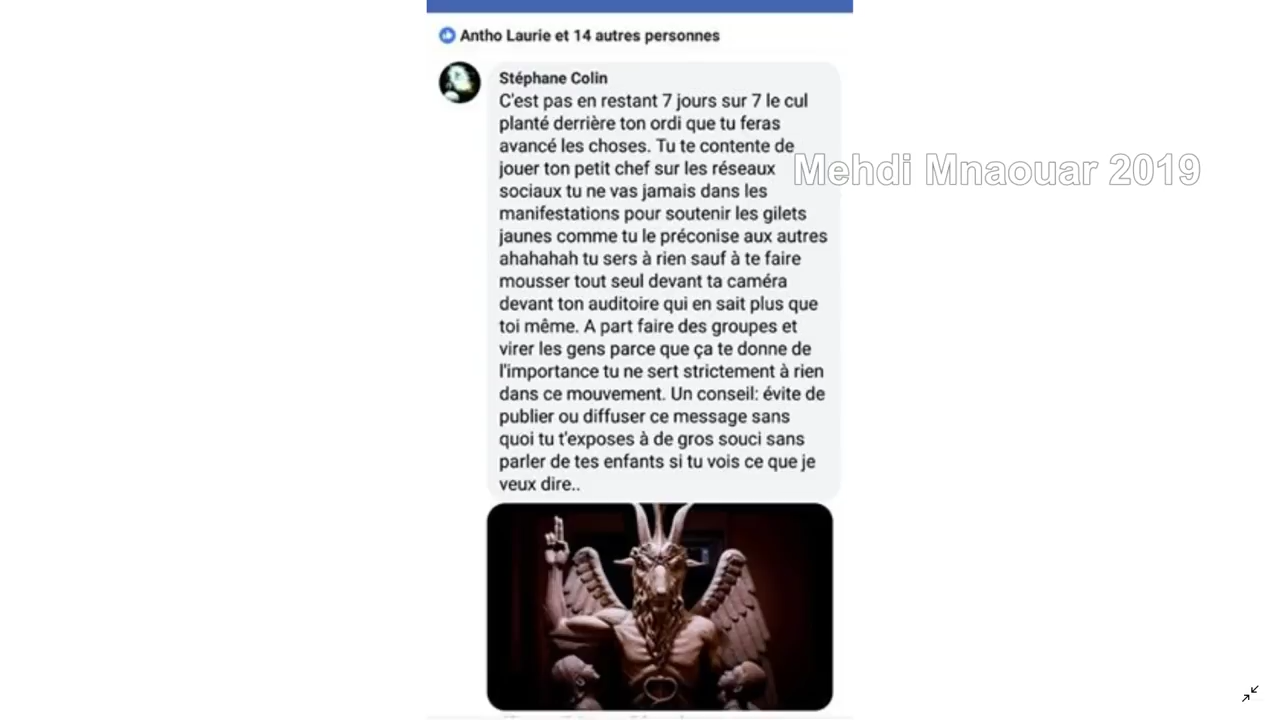 Antho Laurie et 14 autres personnes
Stéphane Colin
C'est pas en restant 7 jours sur 7 le cul
planté derrière ton ordi que tu feras
avancé les choses. Tu te contente de
jouer ton petit chef sur les réseaux
sociaux tu ne vas jamais dans les
manifestations pour soutenir les gilets
jaunes comme tu le préconise aux autres
ahahahah tu sers à rien sauf à te faire
mousser tout seul devant ta caméra
devant ton auditoire qui en sait plus que
toi même. A part faire des groupes et
virer les gens parce que ça te donne de
l'importance tu ne sert strictement à rien
dans ce mouvement. Un conseil: évite de
publier ou diffuser ce message sans
quoi tu t'exposes à de gros souci sans
parler de tes enfants si tu vois ce que je
veux dire..
Mehdi Mnaouar 2019